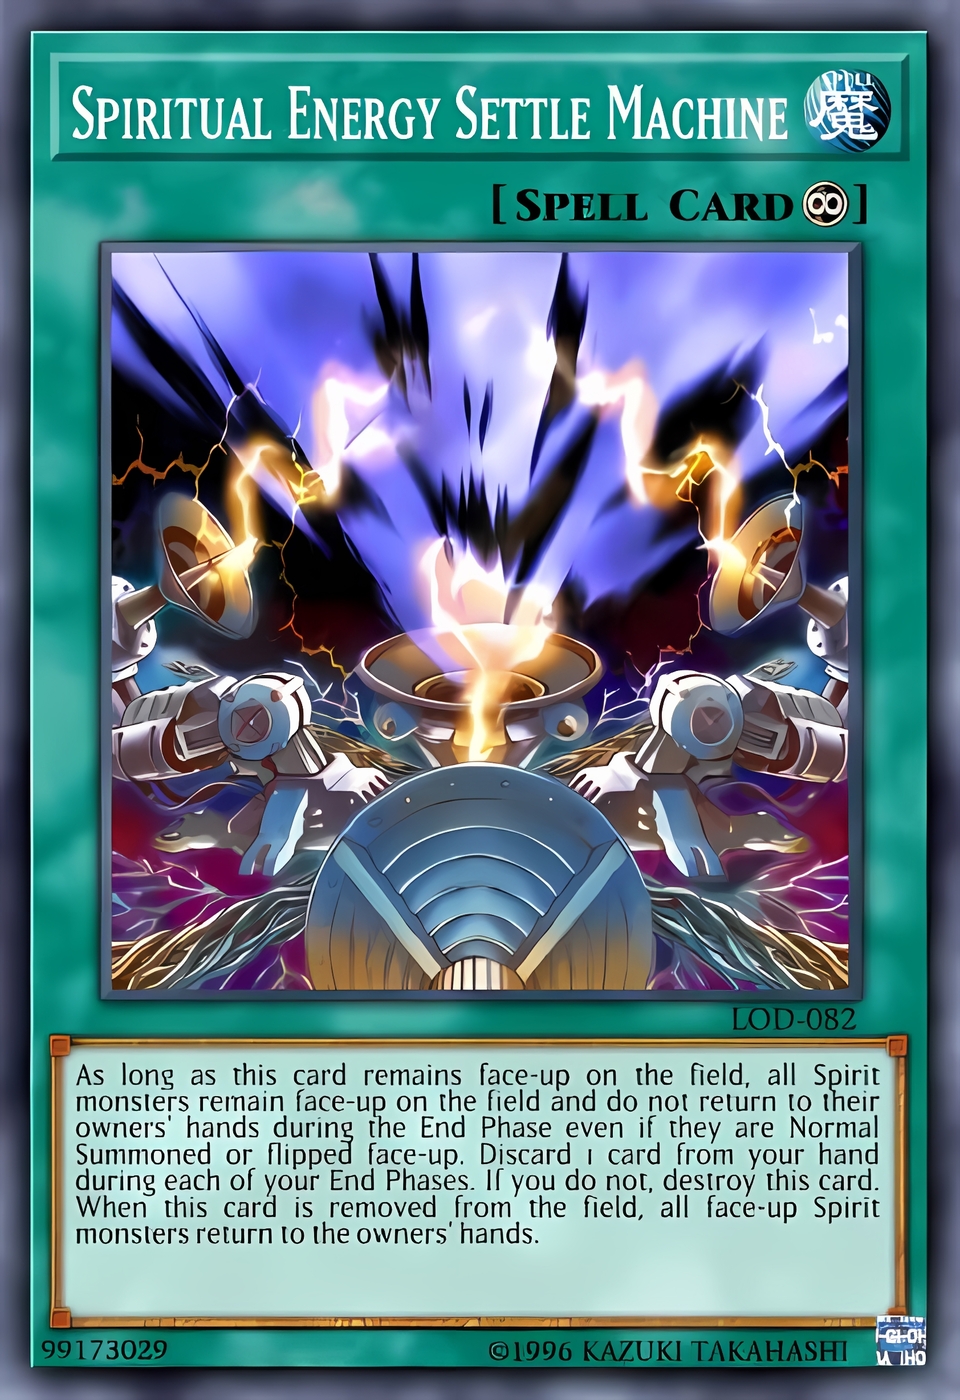 SPIRITUAL ENERGY SETTLE MACHINE 魔
[SPELL CARD ∞]
LOD-082
As long as this card remains face-up on the field, all Spirit
monsters remain face-up on the field and do not return to their
owners' hands during the End Phase even if they are Normal
Summoned or flipped face-up. Discard 1 card from your hand
during each of your End Phases. If you do not, destroy this card.
When this card is removed from the field, all face-up Spirit
monsters return to the owners' hands.
99173029 ©1996 KAZUKI TAKAHASHI